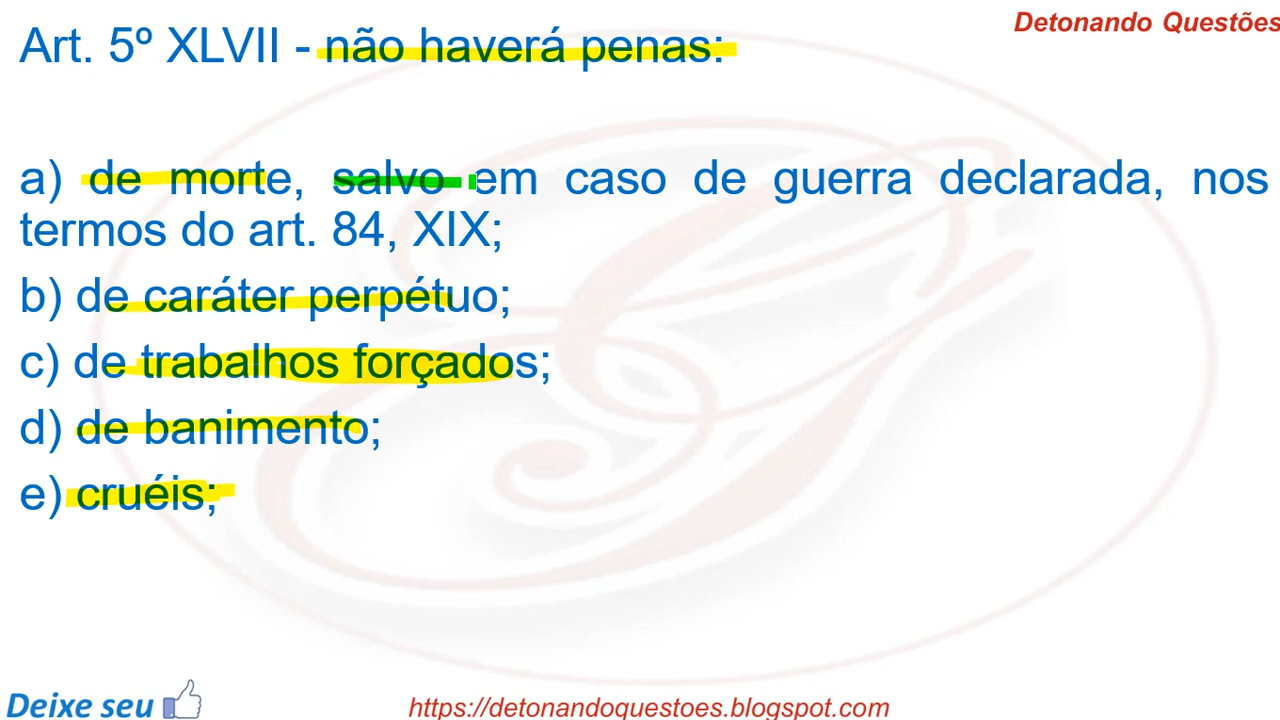 Detonando Questões
Art. 5º XLVII - não haverá penas:
a) de morte, salvo em caso de guerra declarada, nos
termos do art. 84, XIX;
b) de caráter perpétuo;
c) de trabalhos forçados;
d) de banimento;
e) cruéis;
Deixe seu
https://detonandoquestoes.blogspot.com